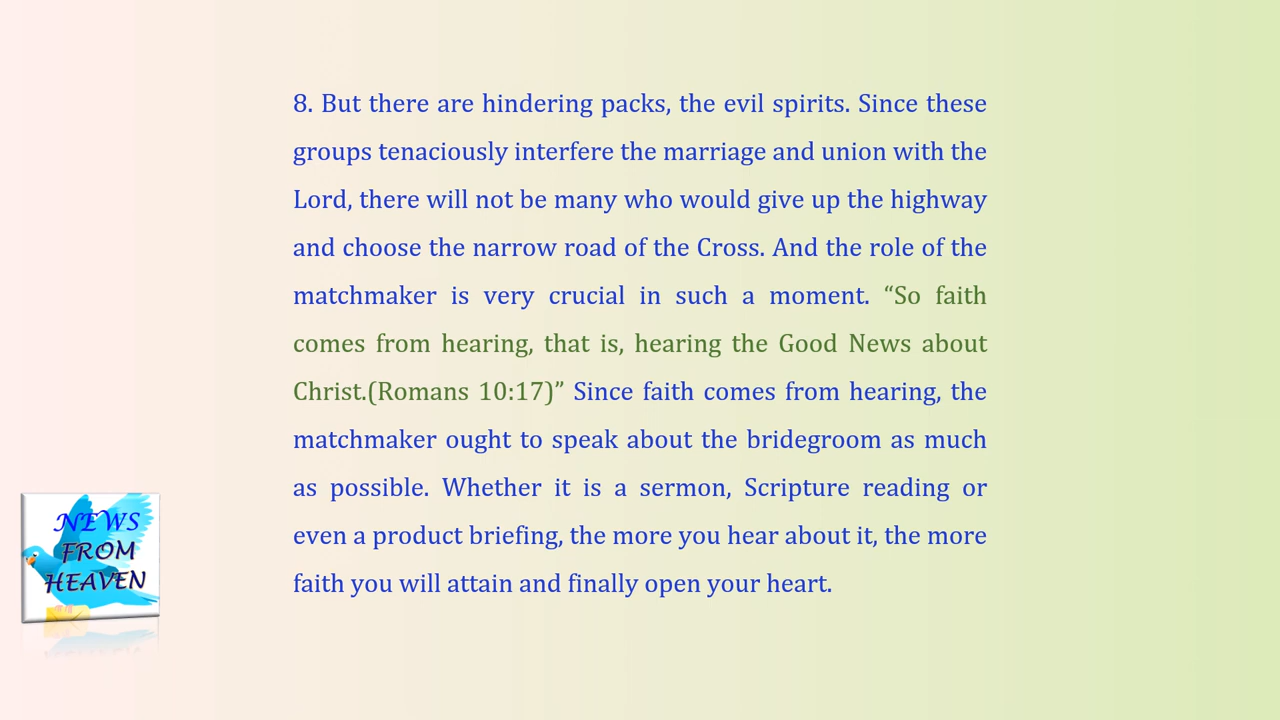 8. But there are hindering packs, the evil spirits. Since these
groups tenaciously interfere the marriage and union with the
Lord, there will not be many who would give up the highway
and choose the narrow road of the Cross. And the role of the
matchmaker is very crucial in such a moment. “So faith
comes from hearing, that is, hearing the Good News about
Christ.(Romans 10:17)” Since faith comes from hearing, the
matchmaker ought to speak about the bridegroom as much
as possible. Whether it is a sermon, Scripture reading or
even a product briefing, the more you hear about it, the more
faith you will attain and finally open your heart.
NEWS
FROM
HEAVEN